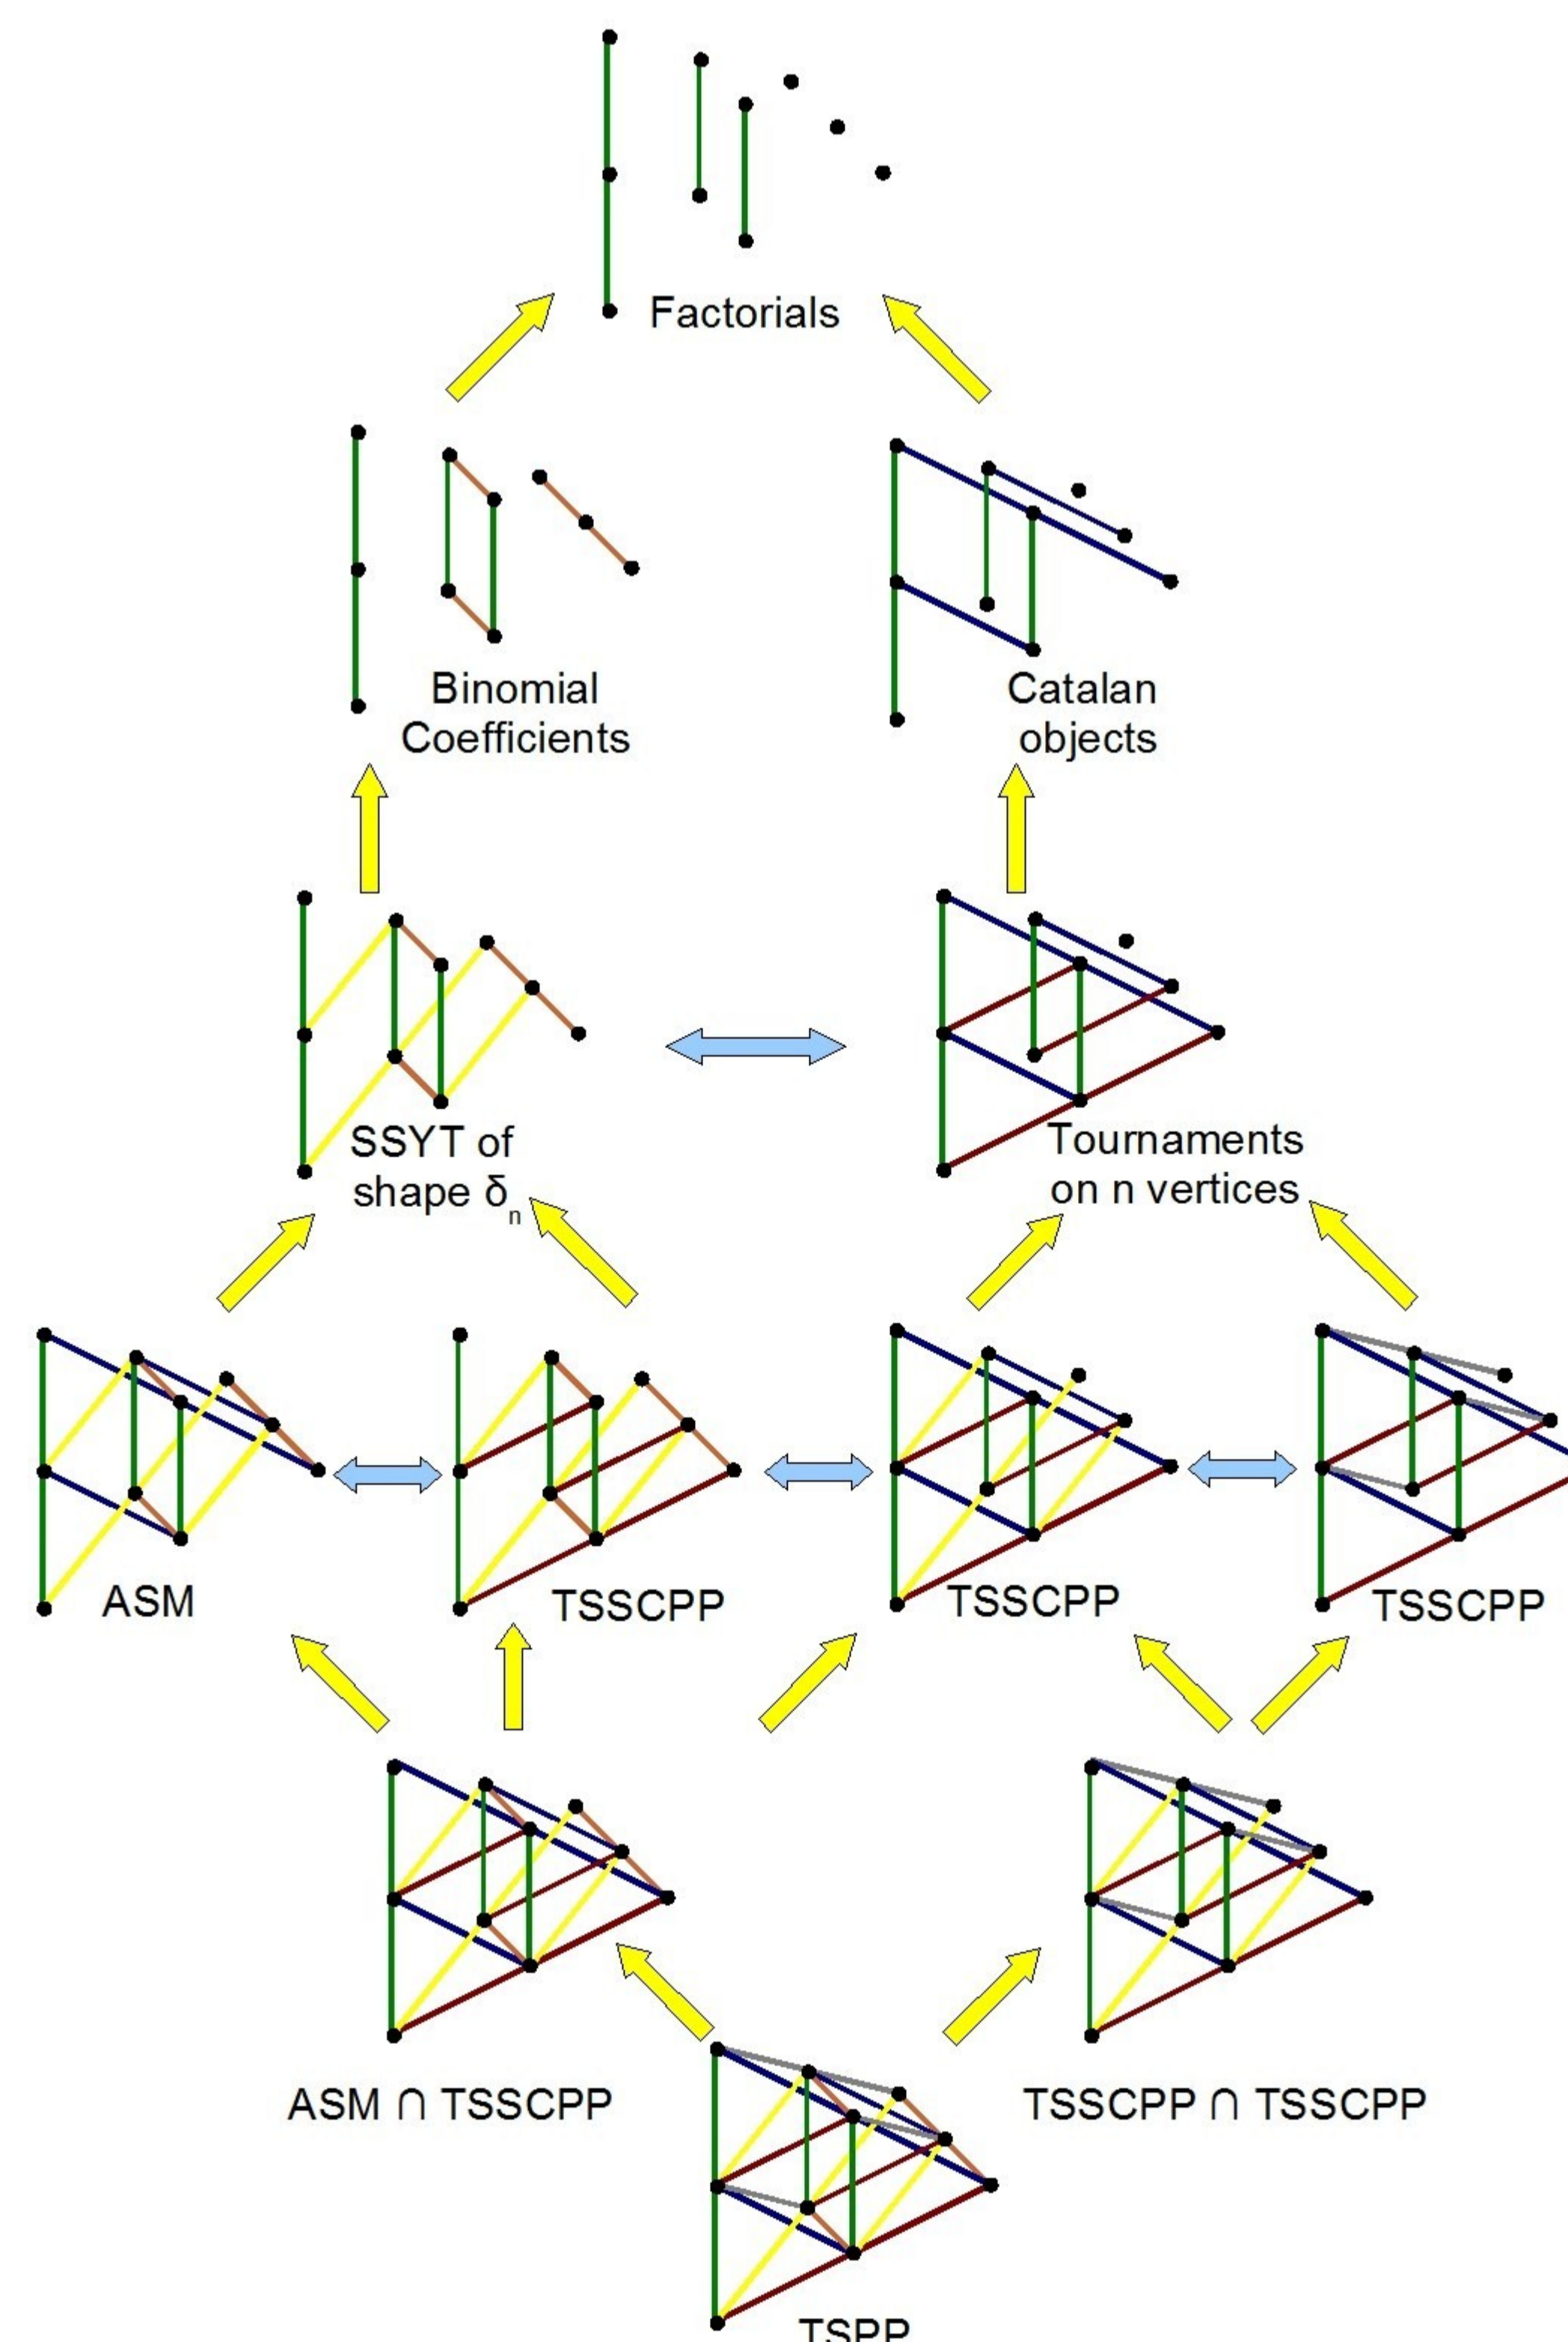 Factorials
Binomial
Coefficients
Catalan
objects
SSYT of
shape δn
Tournaments
on n vertices
ASM
TSSCPP
TSSCPP
TSSCPP
ASM ∩ TSSCPP
TSSCPP ∩ TSSCPP
TSPP